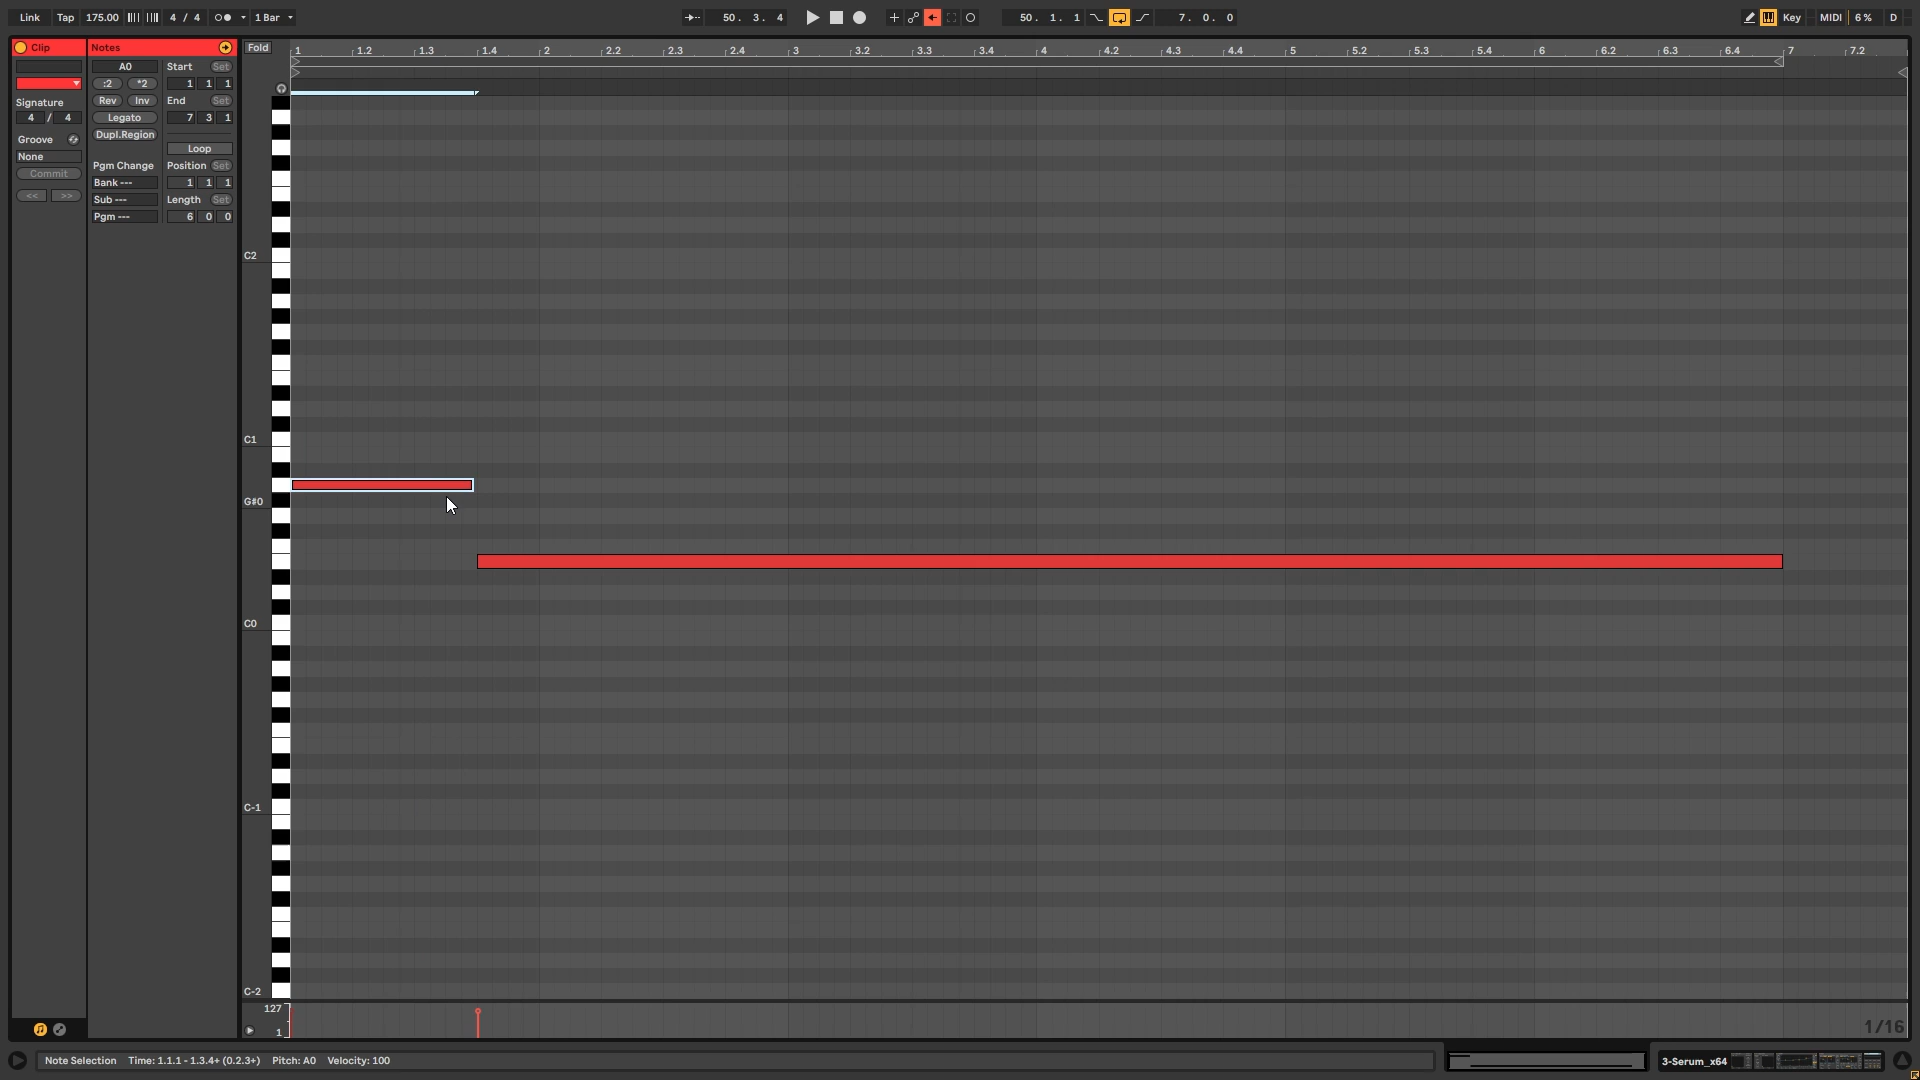 Link Tap 175.00 4 / 4 1 Bar 50. 3. 4 50. 1. 1 7. 0. 0 Key MIDI 6 % D
Clip Notes Fold 1 1.2 1.3 1.4 2 2.2 2.3 2.4 3 3.2 3.3 3.4 4 4.2 4.3 4.4 5 5.2 5.3 5.4 6 6.2 6.3 6.4 7 7.2
A0 Start Set
:2 *2 1 1 1
Signature Rev Inv End Set
4 / 4 Legato 7 3 1
Dupl.Region
Groove
None Loop
Pgm Change Position Set
Commit
Bank --- 1 1 1
<< >>
Sub --- Length Set
Pgm --- 6 0 0
C2
C1
G#0
C0
C-1
C-2
127
1
1/16
Note Selection Time: 1.1.1 - 1.3.4+ (0.2.3+) Pitch: A0 Velocity: 100 3-Serum_x64